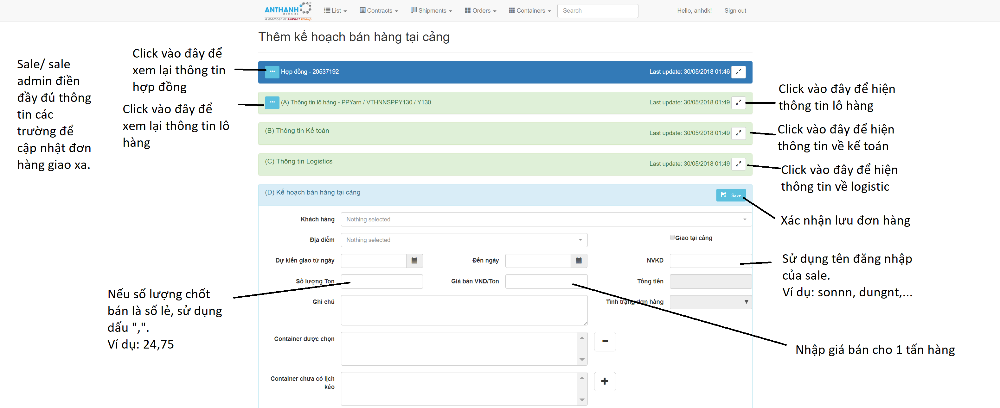 ANTHANH
BICSOL
A member of AnPhat Group
List
Contracts
Shipments
Orders
Containers
Search
Hello, anhdk!
Sign out
Thêm kế hoạch bán hàng tại cảng
Sale/ sale
admin điền
đầy đủ thông
tin các
trường để
cập nhật đơn
hàng giao xa.
Click vào đây để
xem lại thông tin
hợp đồng
Click vào đây để
xem lại thông tin lô
hàng
Hợp đồng - 20537192
Last update: 30/05/2018 01:46
(A) Thông tin lô hàng - PPYarn / VTHNNSPPY130 / Y130
Last update: 30/05/2018 01:49
Click vào đây để hiện
thông tin lô hàng
(B) Thông tin Kế toán
Last update: 30/05/2018 01:49
Click vào đây để hiện
thông tin về kế toán
(C) Thông tin Logistics
Last update: 30/05/2018 01:49
Click vào đây để hiện
thông tin về logistic
(D) Kế hoạch bán hàng tại cảng
Save
Xác nhận lưu đơn hàng
Khách hàng
Nothing selected
Địa điểm
Nothing selected
Giao tại cảng
Dự kiến giao từ ngày
Đến ngày
NVKD
Sử dụng tên đăng nhập
của sale.
Ví dụ: sonnn, dungnt,...
Số lượng Ton
Giá bán VND/Ton
Tổng tiền
Nếu số lượng chốt
bán là số lẻ, sử dụng
dấu ",".
Ví dụ: 24,75
Ghi chú
Tình trạng đơn hàng
Container được chọn
Nhập giá bán cho 1 tấn hàng
Container chưa có lịch
kéo